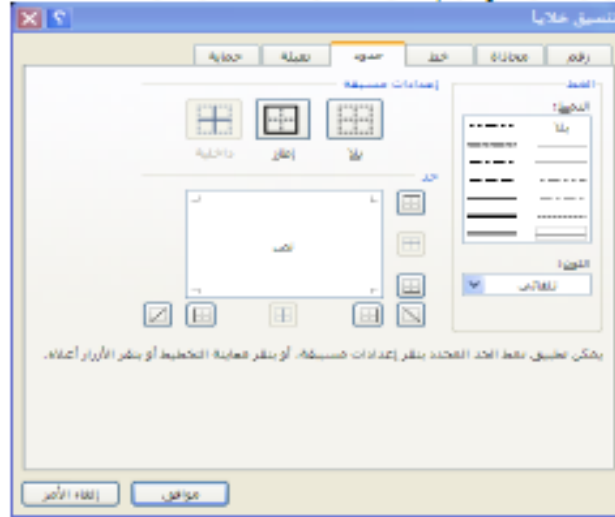 تنسيق خلايا
رقم محاذاة خط حدود تعبئة حماية
الخط
النمط:
بلا
اللون:
تلقائي
إعدادات مسبقة
بلا إطار داخلية
حد
نص
يمكن تطبيق نمط الحد المحدد بنقر إعدادات مسبقة، أو بنقر معاينة التخطيط أو بنقر الأزرار أعلاه.
موافق إلغاء الأمر